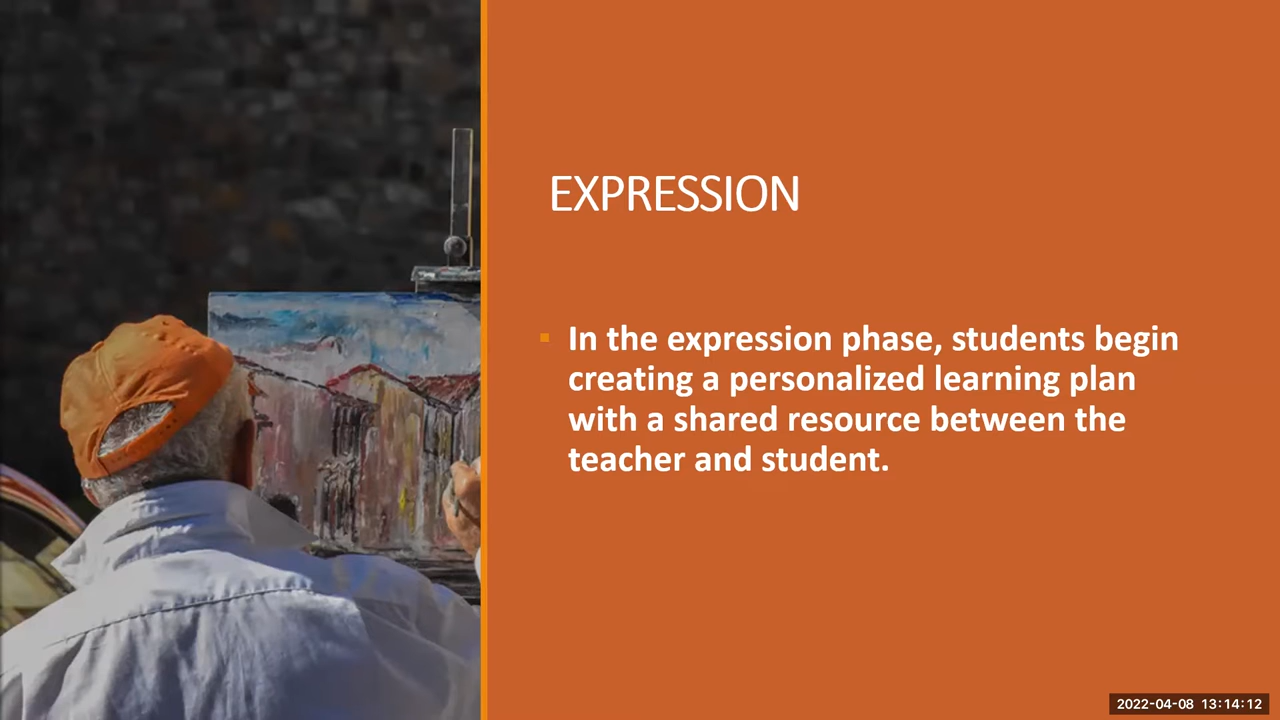 EXPRESSION
In the expression phase, students begin
creating a personalized learning plan
with a shared resource between the
teacher and student.
2022-04-08 13:14:12